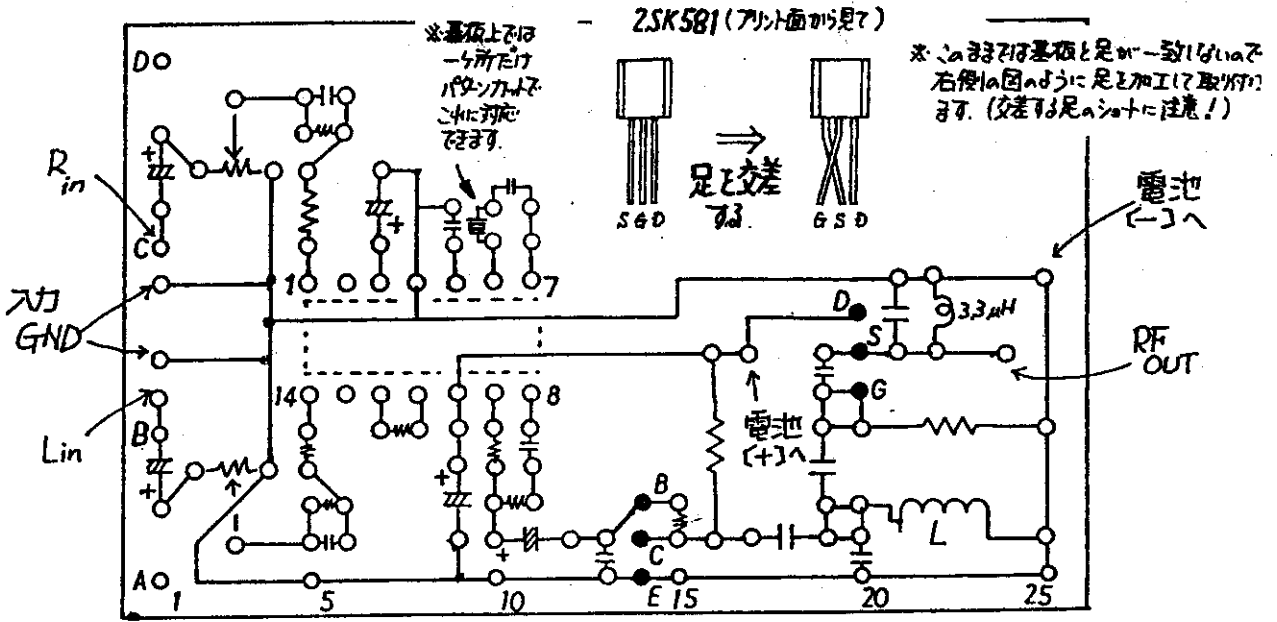 2SK581(プリント面から見て)
※基板上では
一ヶ所だけ
パターンカットで
これに対応
できます.
※このままでは基板と足が一致しないので
右側の図のように足を加工して取り付け
ます.(交差する足のショートに注意!)
足を交差
する.
S G D
G S D
電池
[−]へ
D
Rin
+
+
C
1
7
入力
GND
D
3.3μH
S
RF
OUT
14
8
G
電池
[+]へ
Lin
B
+
+
B
L
+
C
A
1
5
10
E 15
20
25